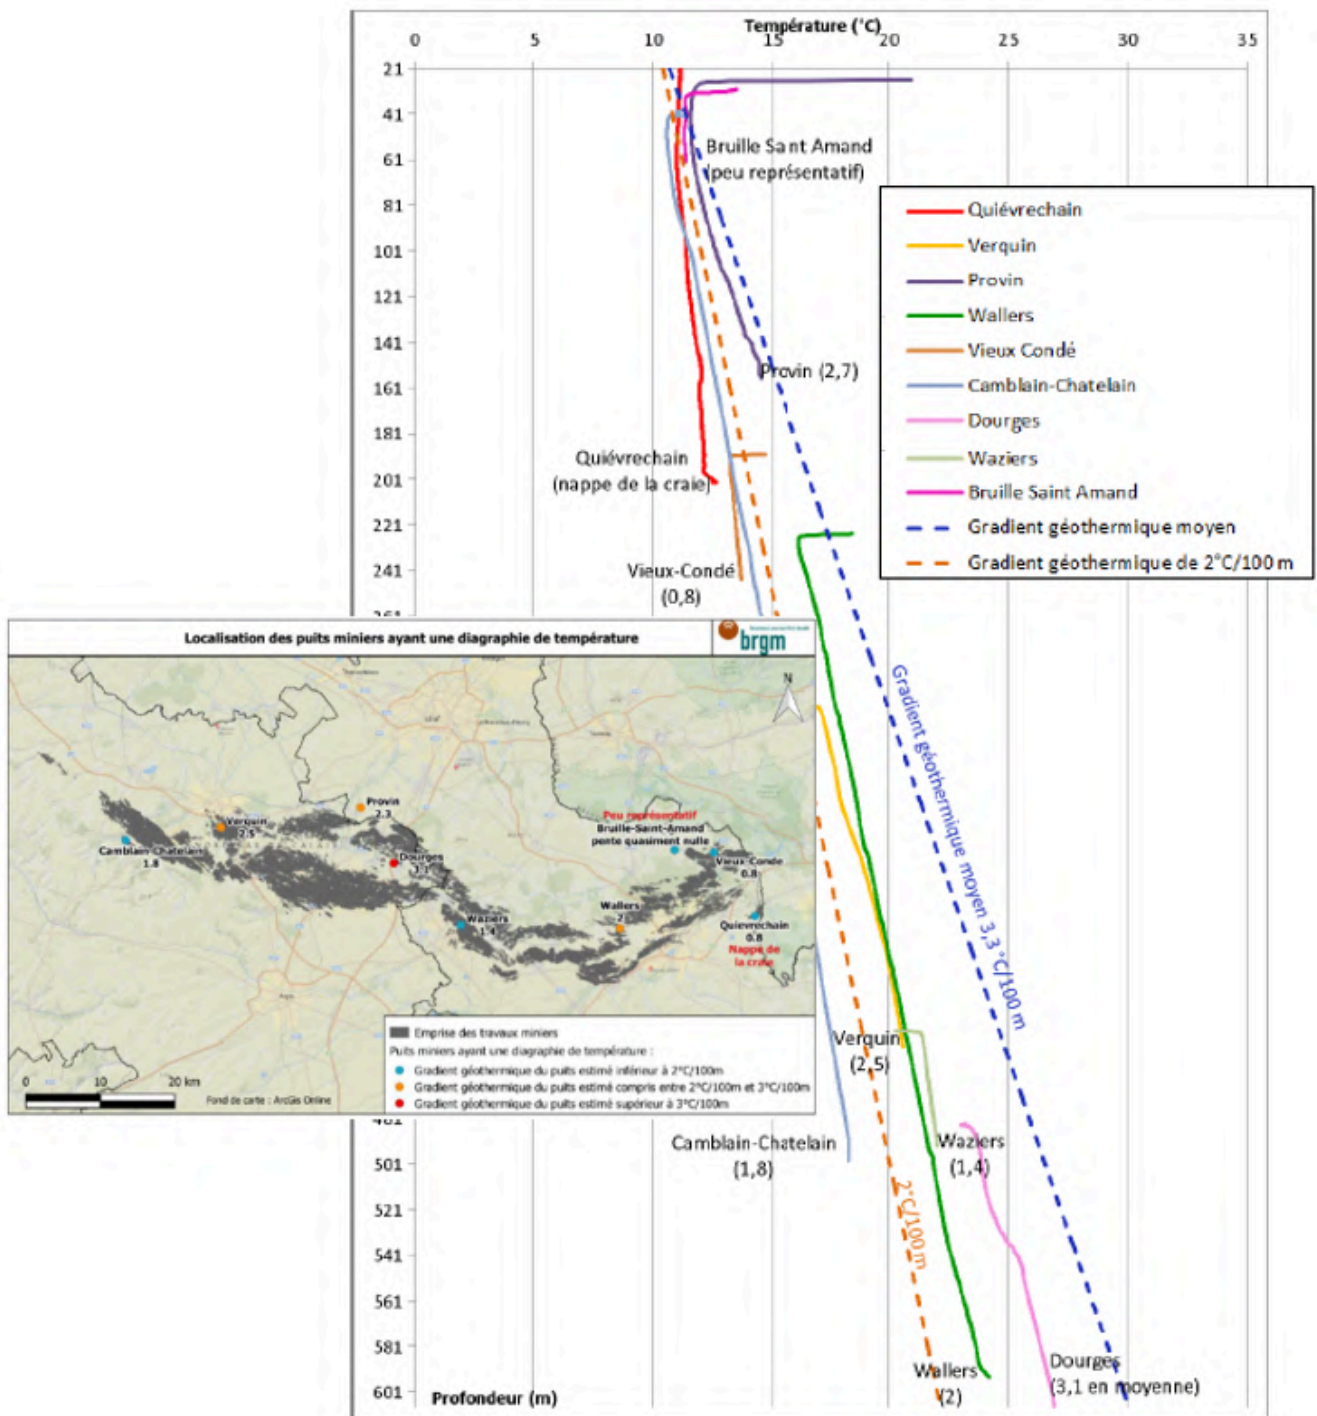 Température (°C)
0 5 10 15 20 25 30 35
21
41
61
81
101
121
141
161
181
201
221
241
261
Bruille Sant Amand
(peu représentatif)
Quiévrechain
Verquin
Provin
Wallers
Vieux Condé
Camblain-Chatelain
Dourges
Waziers
Bruille Saint Amand
Gradient géothermique moyen
Gradient géothermique de 2°C/100 m
Provin (2,7)
Quiévrechain
(nappe de la craie)
Vieux-Condé
(0,8)
Localisation des puits miniers ayant une diagraphie de température
brgm
N
Provin
2.3
Verquin
2.5
Camblain-Chatelain
1.8
Dourges
3.1
Peu représentatif
Bruille-Saint-Amand
pente quasiment nulle
Vieux-Conde
0.8
Wallers
2
Waziers
1.4
Quievrechain
0.8
Nappe de
la craie
Emprise des travaux miniers
Puits miniers ayant une diagraphie de température :
Gradient géothermique du puits estimé inférieur à 2°C/100m
Gradient géothermique du puits estimé compris entre 2°C/100m et 3°C/100m
Gradient géothermique du puits estimé supérieur à 3°C/100m
0 10 20 km
Fond de carte : ArcGis Online
Gradient géothermique moyen 3,3 °C/100 m
Verquin
(2,5)
481
501
521
541
561
581
601
Camblain-Chatelain
(1,8)
Waziers
(1,4)
2°C/100 m
Wallers
(2)
Dourges
(3,1 en moyenne)
Profondeur (m)